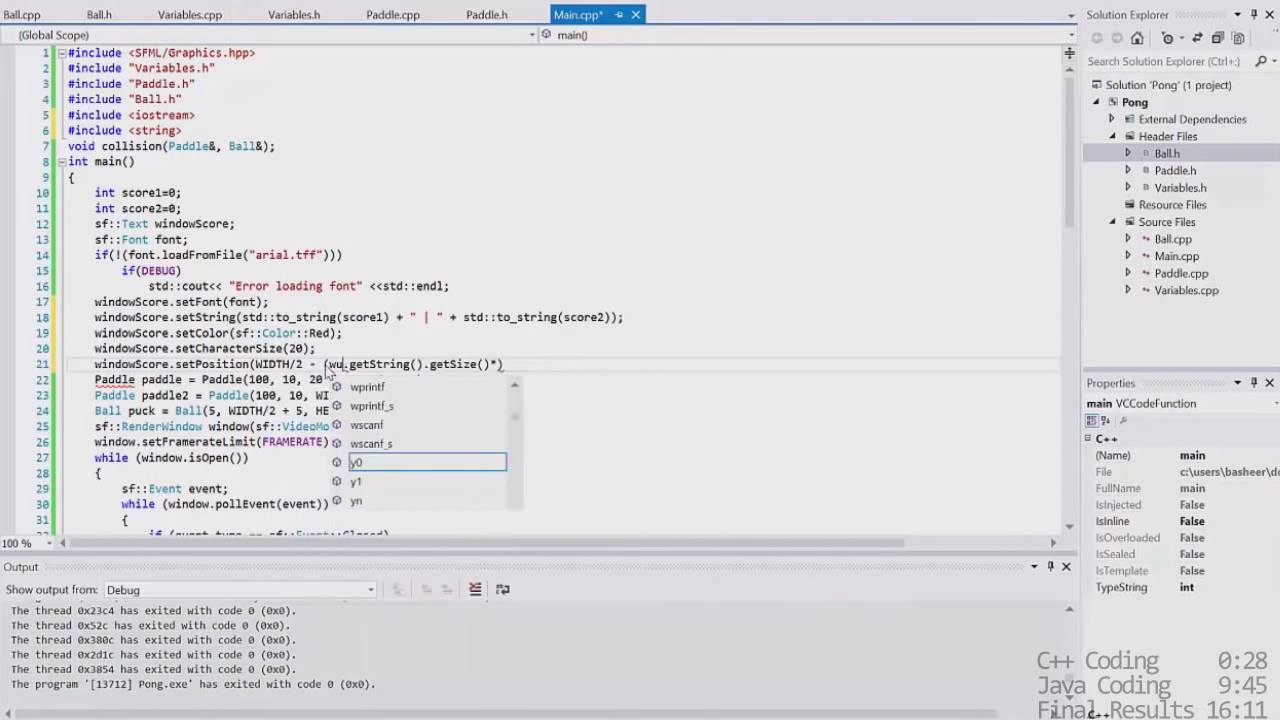 Ball.cpp Ball.h Variables.cpp Variables.h Paddle.cpp Paddle.h Main.cpp*
(Global Scope) main()
1 #include <SFML/Graphics.hpp>
2 #include "Variables.h"
3 #include "Paddle.h"
4 #include "Ball.h"
5 #include <iostream>
6 #include <string>
7 void collision(Paddle&, Ball&);
8 int main()
9 {
10 int score1=0;
11 int score2=0;
12 sf::Text windowScore;
13 sf::Font font;
14 if(!(font.loadFromFile("arial.tff")))
15 if(DEBUG)
16 std::cout<< "Error loading font" <<std::endl;
17 windowScore.setFont(font);
18 windowScore.setString(std::to_string(score1) + " | " + std::to_string(score2));
19 windowScore.setColor(sf::Color::Red);
20 windowScore.setCharacterSize(20);
21 windowScore.setPosition(WIDTH/2 - (wu.getString().getSize()*)
22 Paddle paddle = Paddle(100, 10, 20
23 Paddle paddle2 = Paddle(100, 10, WI
24 Ball puck = Ball(5, WIDTH/2 + 5, HE
25 sf::RenderWindow window(sf::VideoMo
26 window.setFramerateLimit(FRAMERATE)
27 while (window.isOpen())
28 {
29 sf::Event event;
30 while (window.pollEvent(event))
31 {
if (event.type == sf::Event::Closed)
wprintf
wprintf_s
wscanf
wscanf_s
y0
y1
yn
100 %
Output
Show output from: Debug
The thread 0x23c4 has exited with code 0 (0x0).
The thread 0x52c has exited with code 0 (0x0).
The thread 0x380c has exited with code 0 (0x0).
The thread 0x2d1c has exited with code 0 (0x0).
The thread 0x3854 has exited with code 0 (0x0).
The program '[13712] Pong.exe' has exited with code 0 (0x0).
Solution Explorer
Search Solution Explorer (Ctrl+;)
Solution 'Pong' (1 project)
Pong
External Dependencies
Header Files
Ball.h
Paddle.h
Variables.h
Resource Files
Source Files
Ball.cpp
Main.cpp
Paddle.cpp
Variables.cpp
Properties
main VCCodeFunction
C++
(Name) main
File c:\users\basheer\do
FullName main
IsInjected False
IsInline False
IsOverloaded False
IsSealed False
IsTemplate False
TypeString int
C++ Coding 0:28
Java Coding 9:45
Final Results 16:11
C++